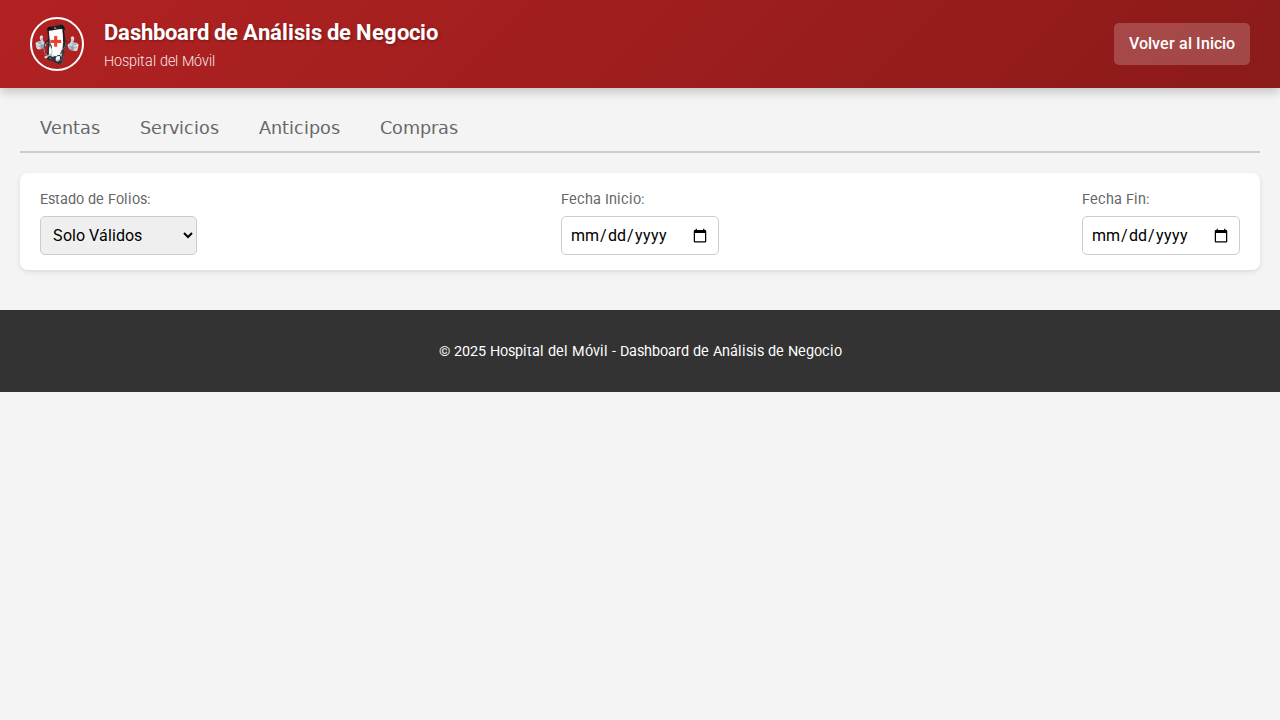 Dashboard de Análisis de Negocio
Hospital del Móvil
Volver al Inicio
Ventas
Servicios
Anticipos
Compras
Estado de Folios:
Solo Válidos
Fecha Inicio:
mm/dd/yyyy
Fecha Fin:
mm/dd/yyyy
© 2025 Hospital del Móvil - Dashboard de Análisis de Negocio